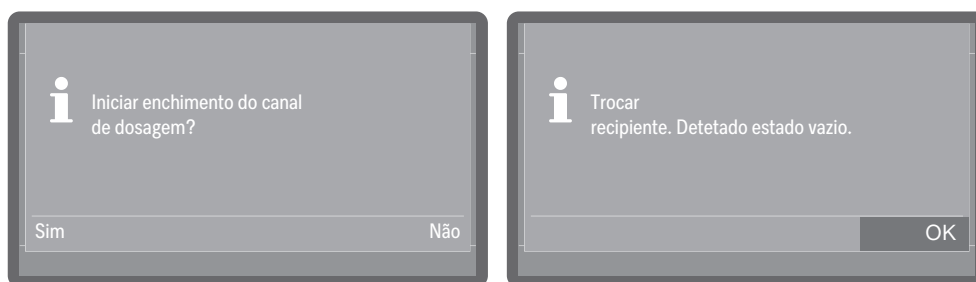 Iniciar enchimento do canal
de dosagem?
Sim
Não
Trocar
recipiente. Detetado estado vazio.
OK